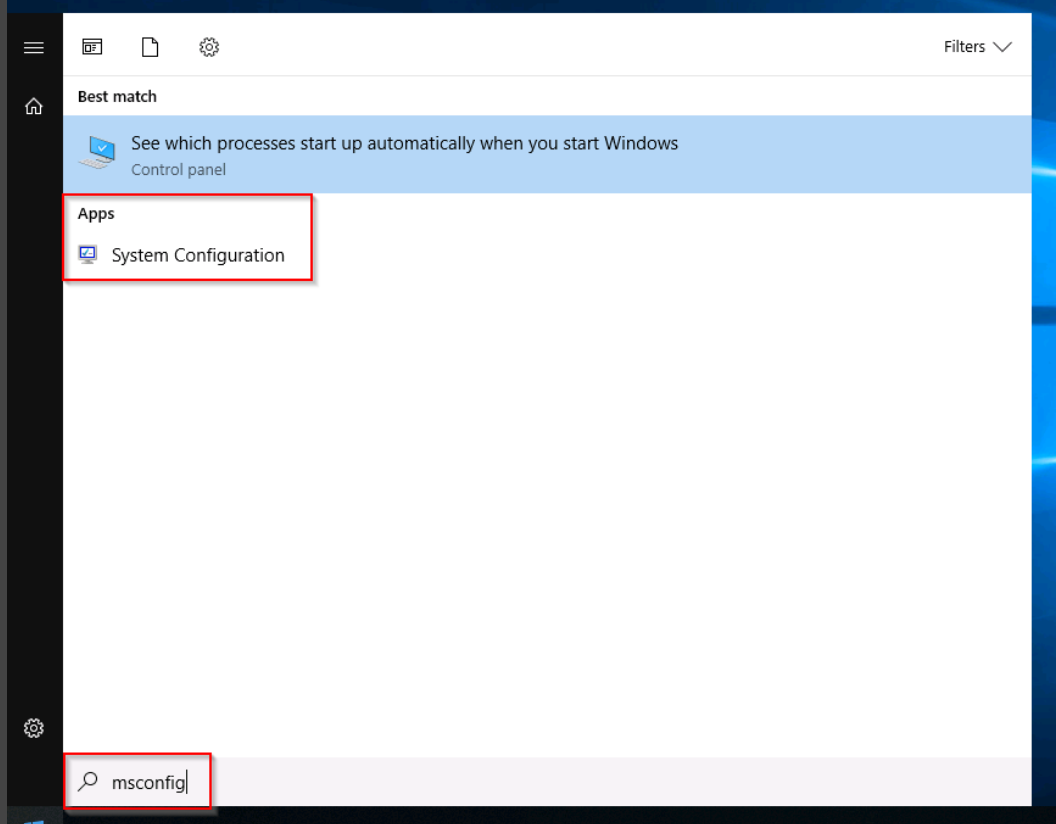 Filters
Best match
See which processes start up automatically when you start Windows
Control panel
Apps
System Configuration
msconfig